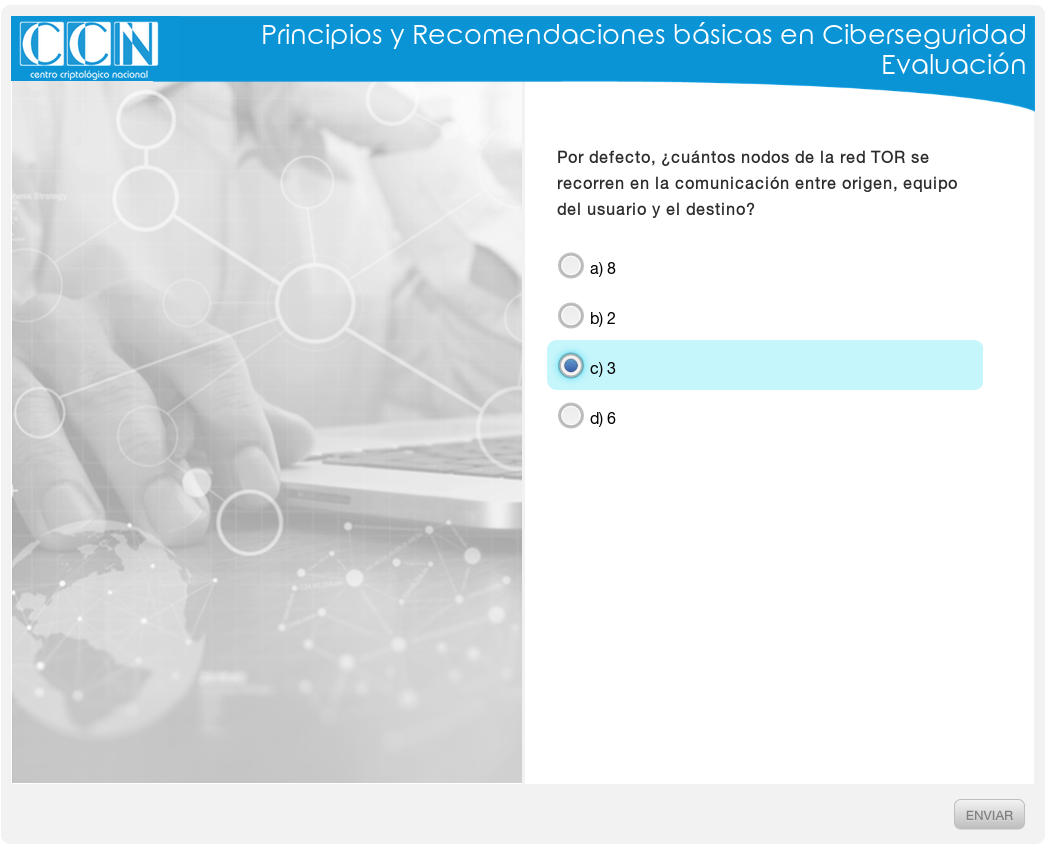 CCN
centro criptológico nacional
Principios y Recomendaciones básicas en Ciberseguridad
Evaluación
Por defecto, ¿cuántos nodos de la red TOR se
recorren en la comunicación entre origen, equipo
del usuario y el destino?
a) 8
b) 2
c) 3
d) 6
ENVIAR